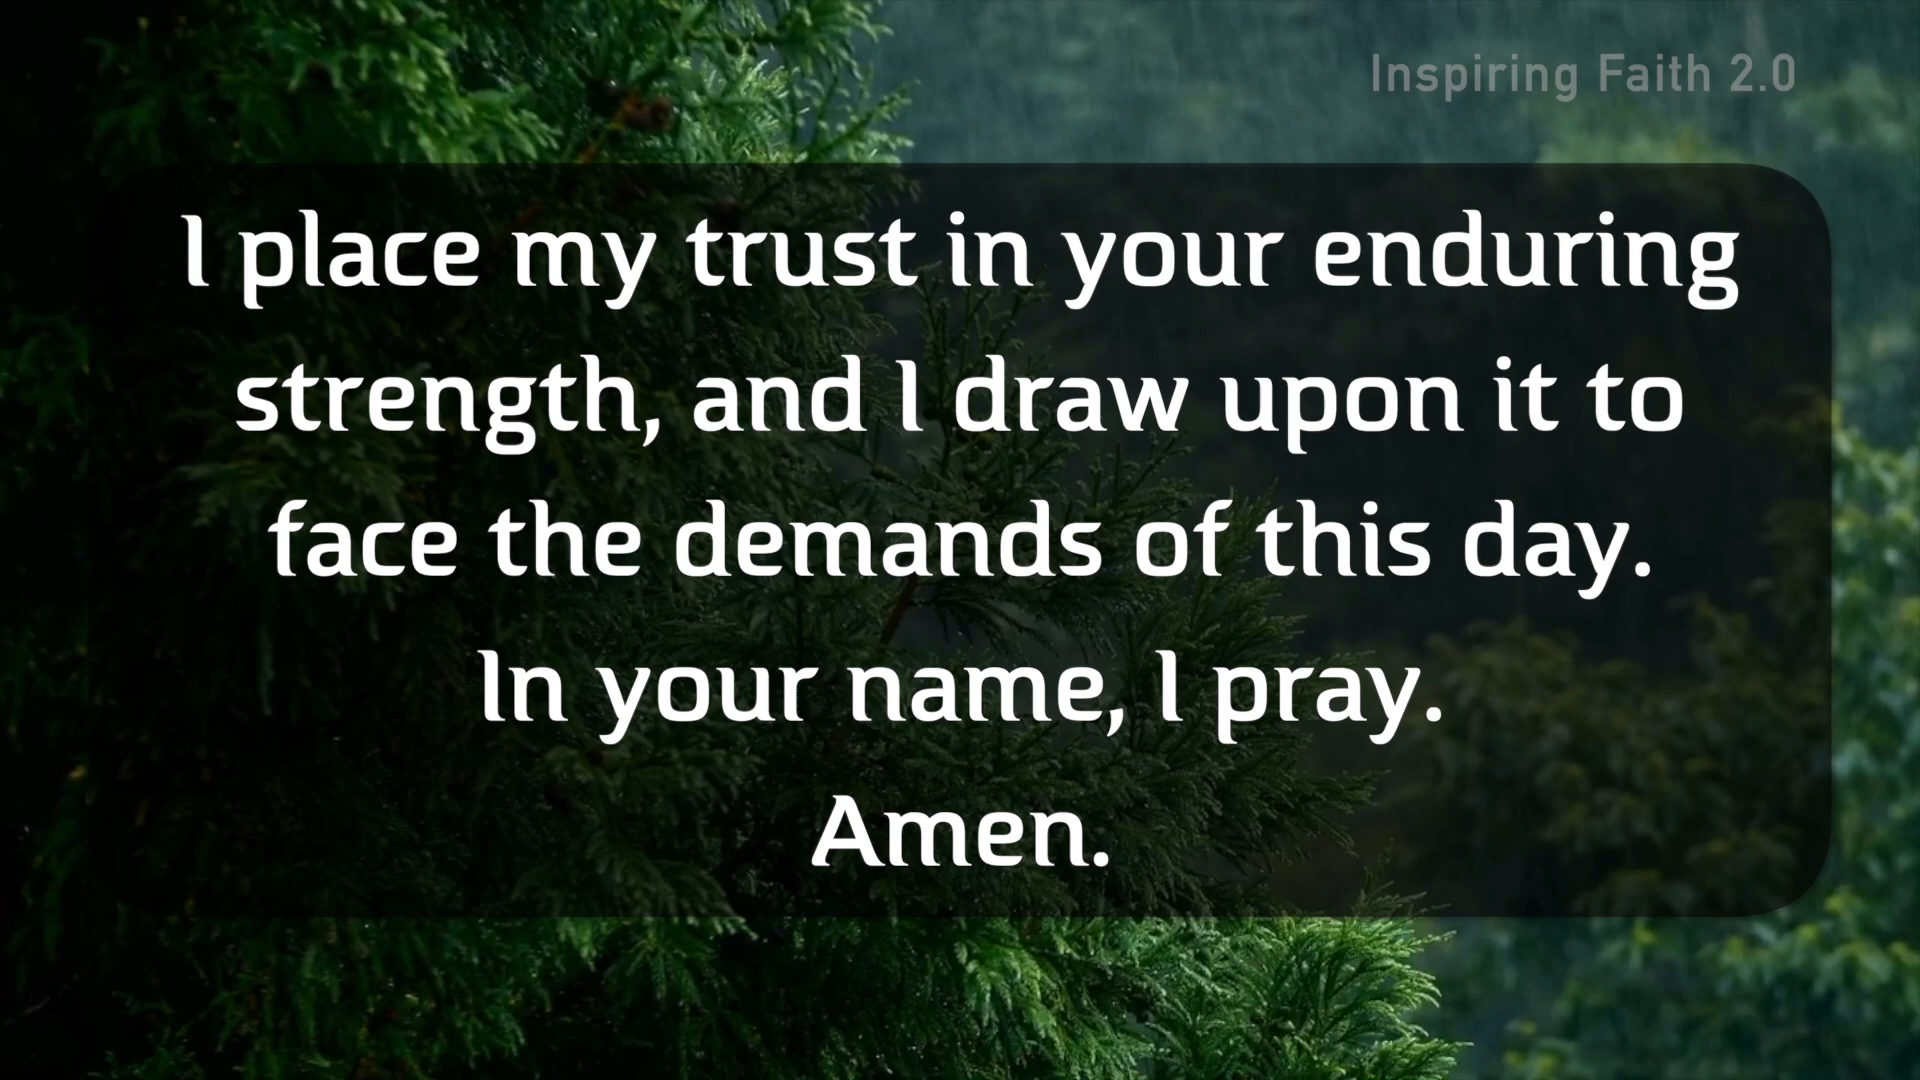 Inspiring Faith 2.0
I place my trust in your enduring
strength, and I draw upon it to
face the demands of this day.
In your name, I pray.
Amen.